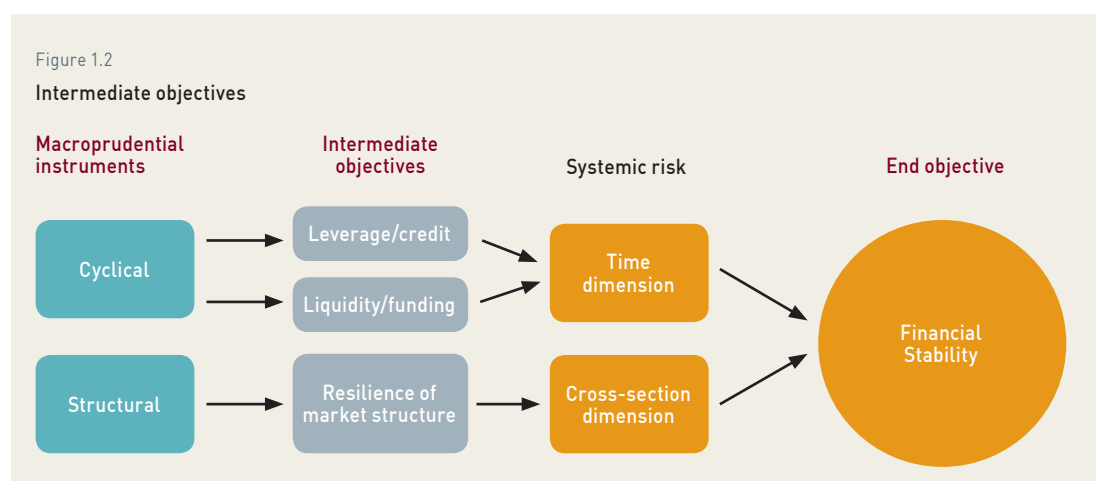 Figure 1.2
Intermediate objectives
Macroprudential
instruments
Intermediate
objectives
Systemic risk
End objective
Cyclical
Leverage/credit
Liquidity/funding
Time
dimension
Financial
Stability
Structural
Resilience of
market structure
Cross-section
dimension